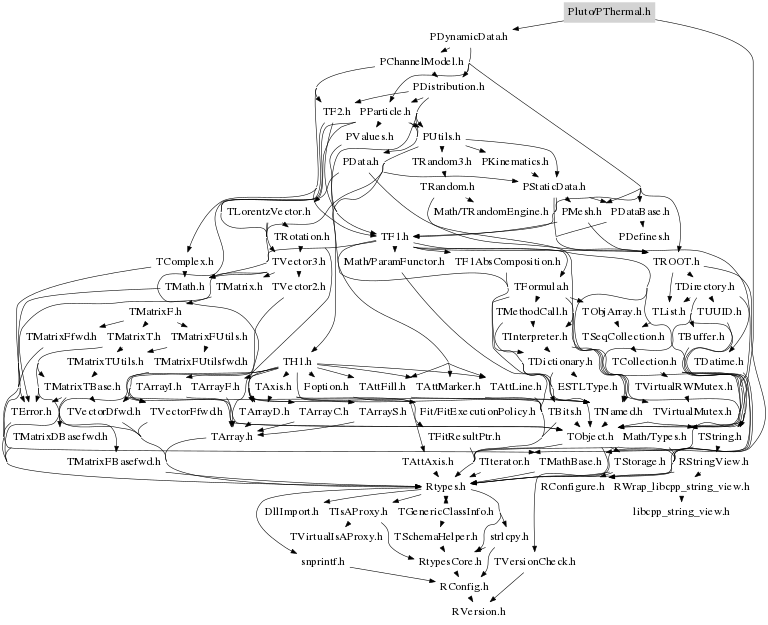 Pluto/PThermal.h
PDynamicData.h
PChannelModel.h
PDistribution.h
TF2.h PParticle.h
PValues.h PUtils.h
PData.h TRandom3.h PKinematics.h
TRandom.h PStaticData.h
TLorentzVector.h Math/TRandomEngine.h PMesh.h PDataBase.h
TRotation.h TF1.h PDefines.h
TComplex.h TVector3.h Math/ParamFunctor.h TF1AbsComposition.h TROOT.h
TMath.h TMatrix.h TVector2.h TFormula.h TDirectory.h
TMatrixF.h TMethodCall.h TObjArray.h TList.h TUUID.h
TMatrixFfwd.h TMatrixT.h TMatrixFUtils.h TInterpreter.h TSeqCollection.h TBuffer.h
TMatrixTUtils.h TMatrixFUtilsfwd.h TH1.h TDictionary.h TCollection.h TDatime.h
TMatrixTBase.h TArrayI.h TArrayF.h TAxis.h Foption.h TAttFill.h TAttMarker.h TAttLine.h ESTLType.h TVirtualRWMutex.h
TError.h TVectorDfwd.h TVectorFfwd.h TArrayD.h TArrayC.h TArrayS.h Fit/FitExecutionPolicy.h TBits.h TNamed.h TVirtualMutex.h
TMatrixDBasefwd.h TArray.h TFitResultPtr.h TObject.h Math/Types.h TString.h
TMatrixFBasefwd.h TAttAxis.h TIterator.h TMathBase.h TStorage.h RStringView.h
Rtypes.h RConfigure.h RWrap_libcpp_string_view.h
DllImport.h TIsAProxy.h TGenericClassInfo.h libcpp_string_view.h
TVirtualIsAProxy.h TSchemaHelper.h strlcpy.h
snprintf.h RtypesCore.h TVersionCheck.h
RConfig.h
RVersion.h